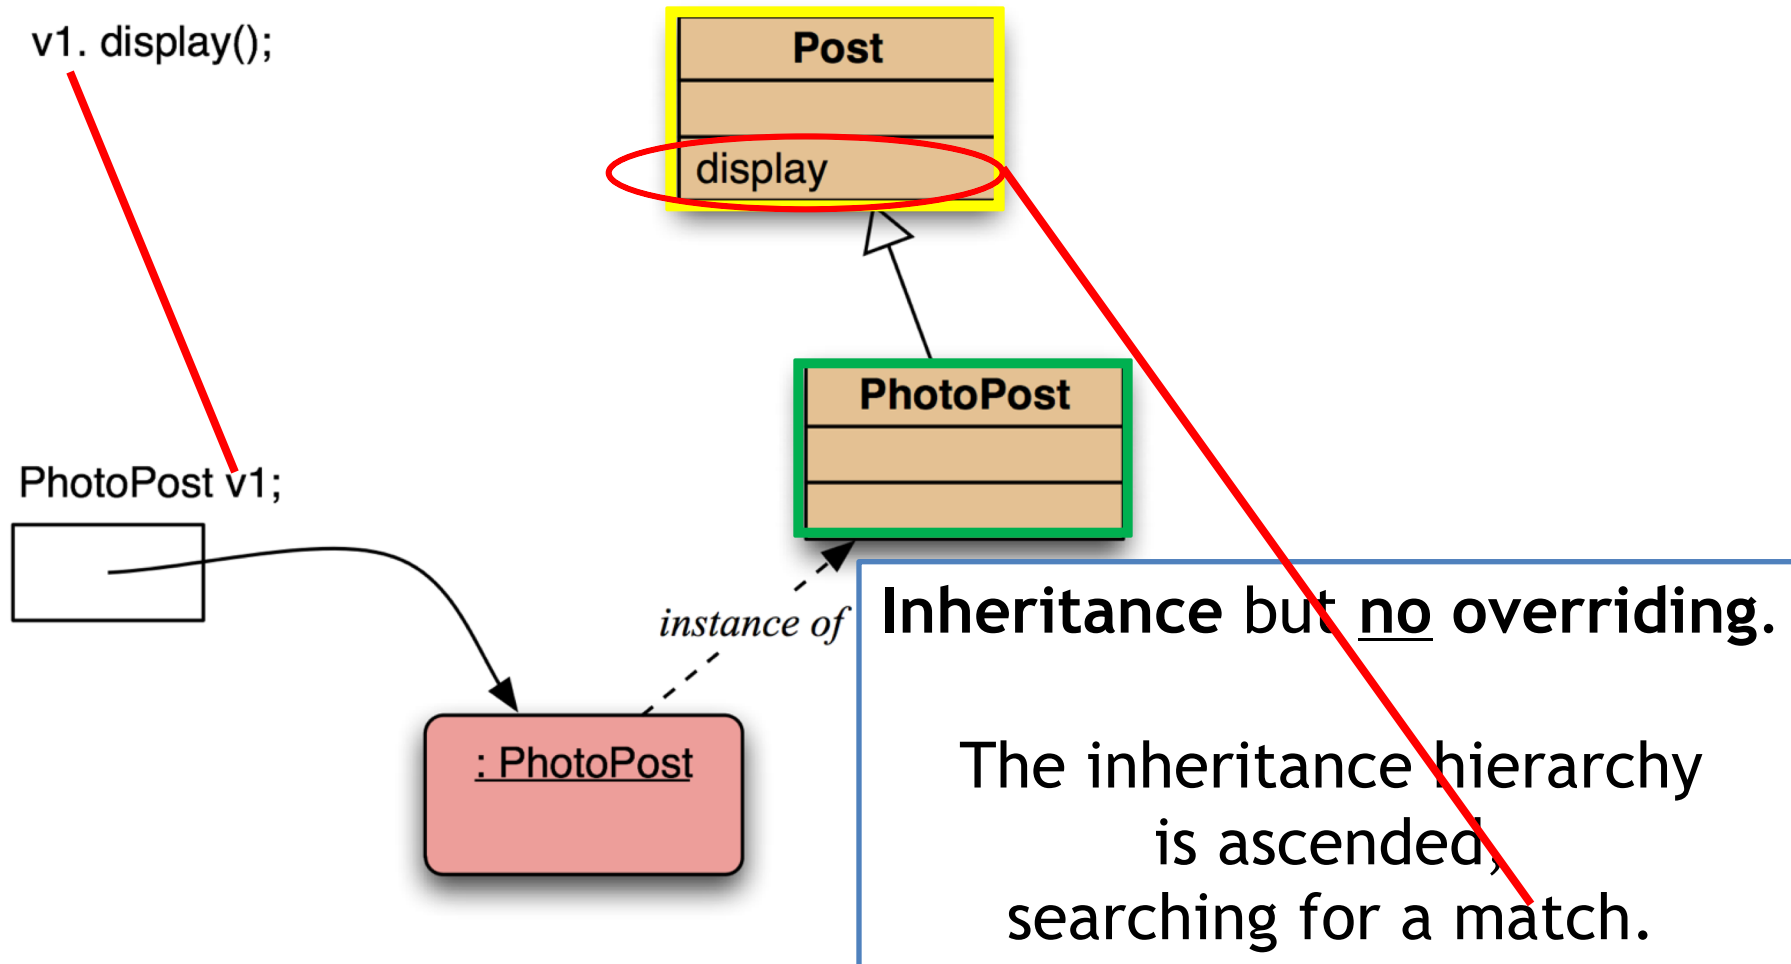 v1. display();
Post
display
PhotoPost
PhotoPost v1;
instance of
: PhotoPost
Inheritance but no overriding.
The inheritance hierarchy
is ascended,
searching for a match.